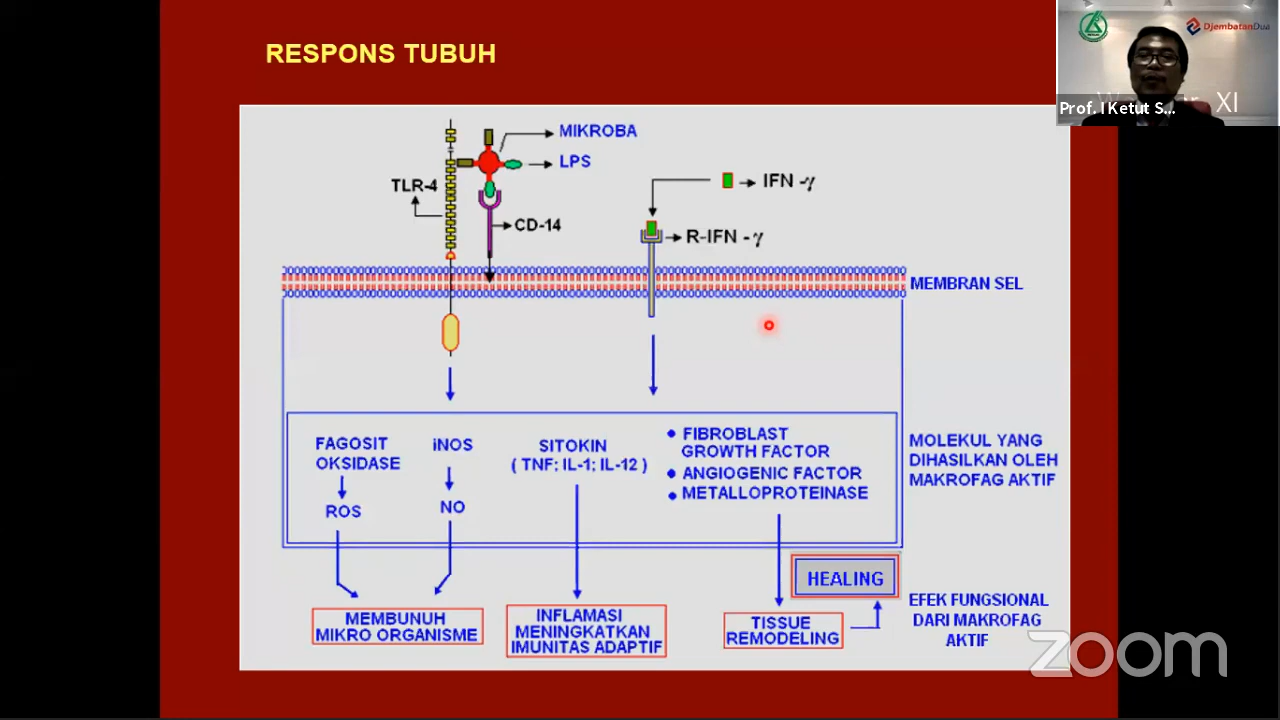 RESPONS TUBUH
DjembatanDua
XI
Prof. I Ketut S...
MIKROBA
LPS
TLR-4
CD-14
IFN -γ
R-IFN - γ
MEMBRAN SEL
FAGOSIT
OKSIDASE
ROS
iNOS
NO
SITOKIN
( TNF; IL-1; IL-12 )
• FIBROBLAST
GROWTH FACTOR
• ANGIOGENIC FACTOR
• METALLOPROTEINASE
MOLEKUL YANG
DIHASILKAN OLEH
MAKROFAG AKTIF
MEMBUNUH
MIKRO ORGANISME
INFLAMASI
MENINGKATKAN
IMUNITAS ADAPTIF
TISSUE
REMODELING
HEALING
EFEK FUNGSIONAL
DARI MAKROFAG
AKTIF
zoom